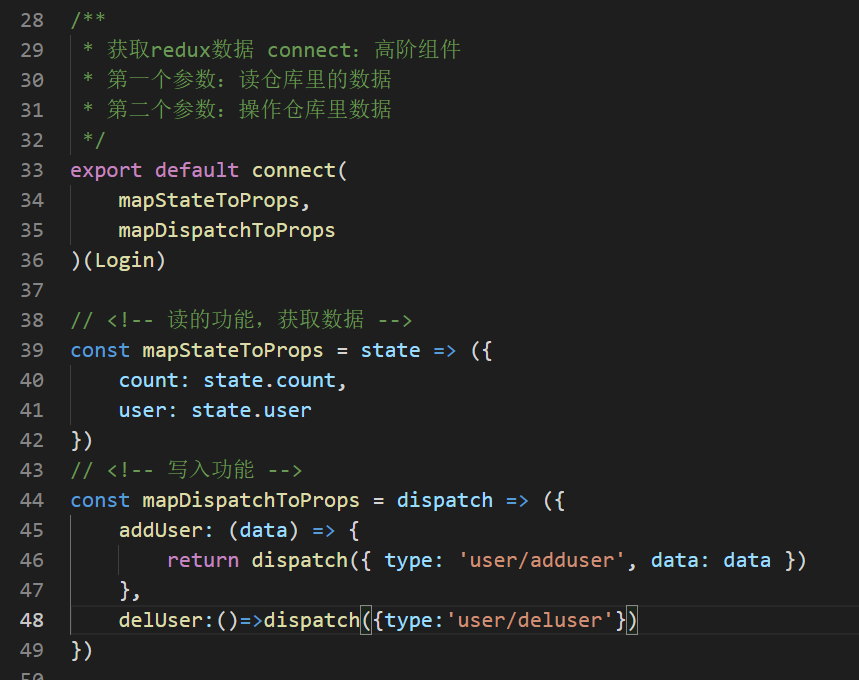 28 /**
29  * 获取redux数据 connect：高阶组件
30  * 第一个参数：读仓库里的数据
31  * 第二个参数：操作仓库里数据
32  */
33 export default connect(
34     mapStateToProps,
35     mapDispatchToProps
36 )(Login)
37
38 // <!-- 读的功能，获取数据 -->
39 const mapStateToProps = state => ({
40     count: state.count,
41     user: state.user
42 })
43 // <!-- 写入功能 -->
44 const mapDispatchToProps = dispatch => ({
45     addUser: (data) => {
46         return dispatch({ type: 'user/adduser', data: data })
47     },
48     delUser:()=>dispatch({type:'user/deluser'})
49 })
50